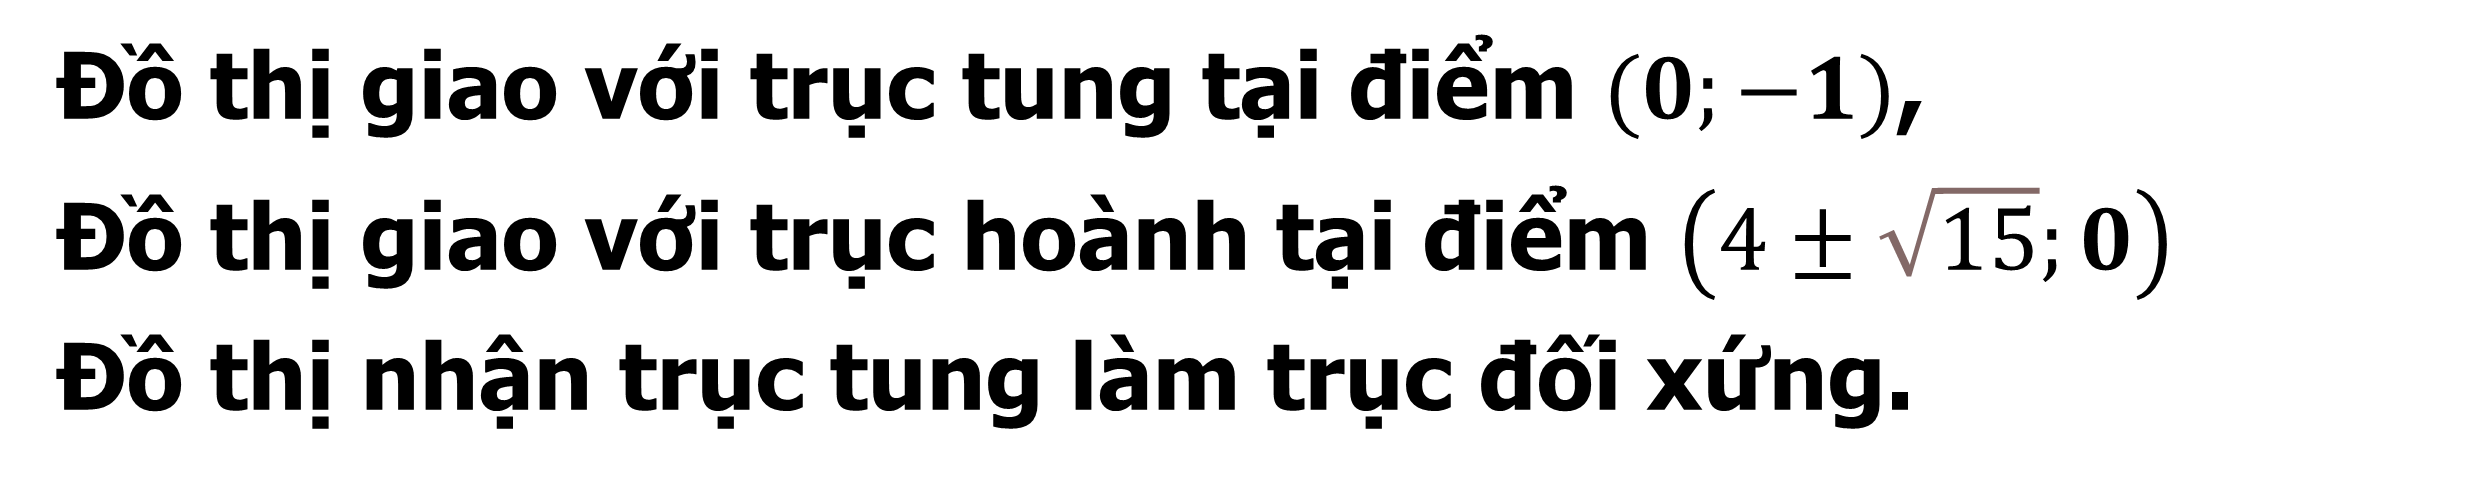 Đồ thị giao với trục tung tại điểm (0; −1),
Đồ thị giao với trục hoành tại điểm (4 ± √15; 0)
Đồ thị nhận trục tung làm trục đối xứng.